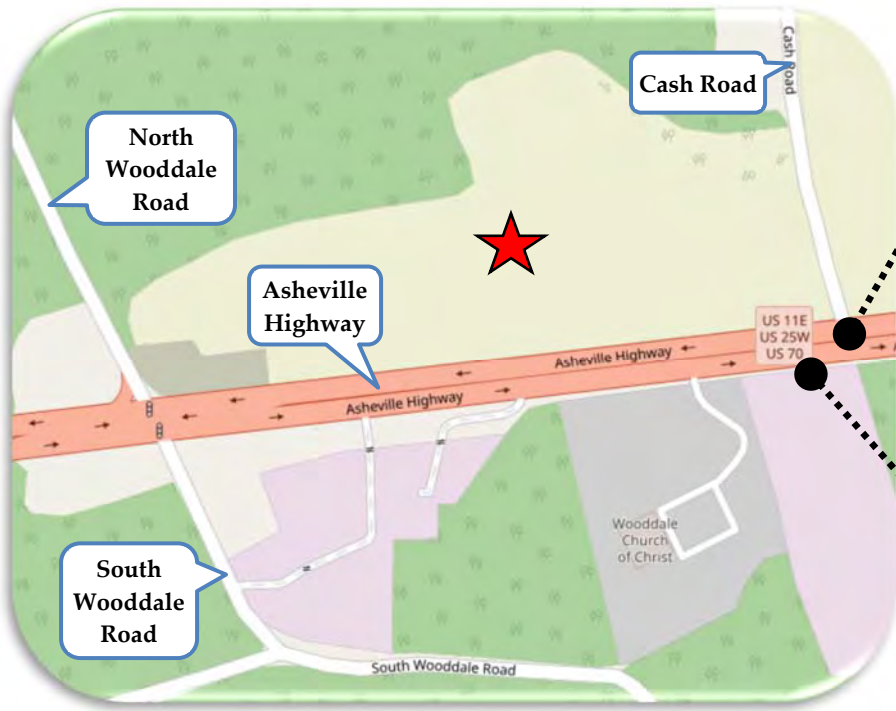 Cash Road
Cash Road
North
Wooddale
Road
Asheville
Highway
US 11E
US 25W
US 70
Asheville Highway
Asheville Highway
Wooddale
Church
of Christ
South
Wooddale
Road
South Wooddale Road